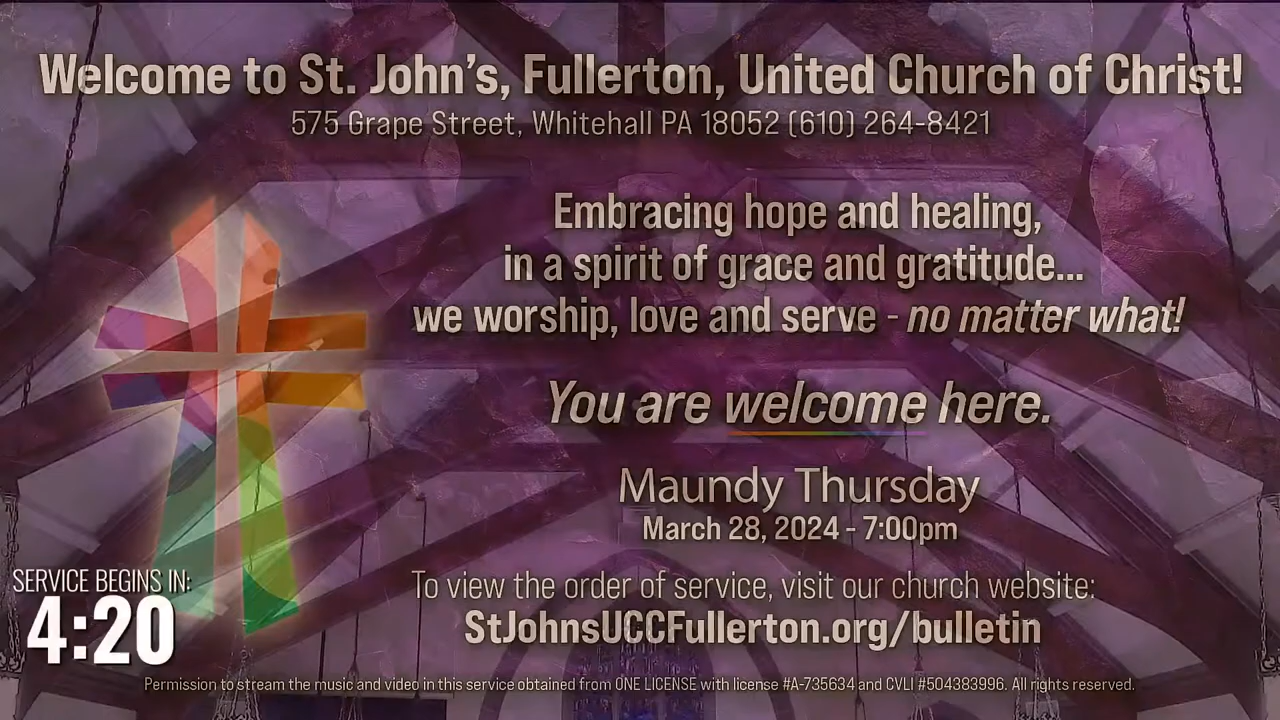 Welcome to St. John's, Fullerton, United Church of Christ!
575 Grape Street, Whitehall PA 18052 (610) 264-8421
Embracing hope and healing,
in a spirit of grace and gratitude...
we worship, love and serve - no matter what!
You are welcome here.
Maundy Thursday
March 28, 2024 - 7:00pm
To view the order of service, visit our church website:
StJohnsUCCFullerton.org/bulletin
SERVICE BEGINS IN:
4:20
Permission to stream the music and video in this service obtained from ONE LICENSE with license #A-735634 and CVLI #504383996. All rights reserved.